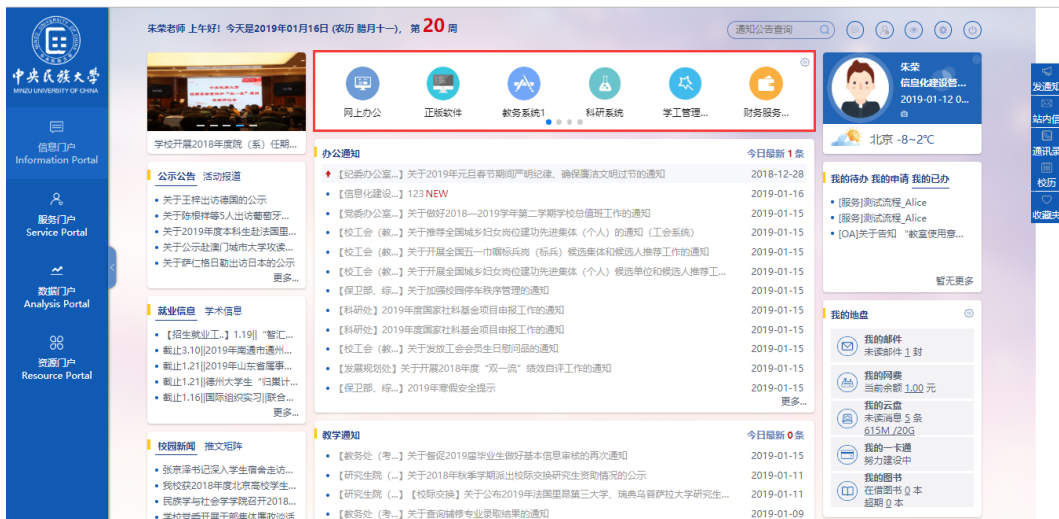 朱荣老师 上午好！今天是2019年01月16日 (农历 腊月十一)， 第 20 周
通知公告查询
中央民族大学
MINZU UNIVERSITY OF CHINA
信息门户
Information Portal
服务门户
Service Portal
数据门户
Analysis Portal
资源门户
Resource Portal
学校开展2018年度院（系）任期...
公示公告 活动报道
• 关于王梓出访德国的公示
• 关于陈根祥等5人出访葡萄牙...
• 关于2019年度本科生赴法国里...
• 关于公示赴澳门城市大学攻读...
• 关于萨仁格日勒出访日本的公示
更多...
就业信息 学术信息
• 【招生就业工..】1.19||“智汇...
• 截止3.10||2019年南通市通州...
• 截止1.21||2019年山东省属事...
• 截止1.21||德州大学生“归巢计...
• 截止1.16||国际组织实习||联合...
更多...
校园新闻 推文矩阵
• 张京泽书记深入学生宿舍走访...
• 我校获2018年度北京高校学生...
• 民族学与社会学学院召开2018...
• 学校党委开展干部集体廉政谈话
网上办公
正版软件
教务系统1
科研系统
学工管理...
财务服务...
办公通知 今日最新 1 条
【纪委办公室...】关于2019年元旦春节期间严明纪律、确保廉洁文明过节的通知 2018-12-28
• 【信息化建设...】123 NEW 2019-01-16
• 【党委办公室...】关于做好2018—2019学年第二学期学校总值班工作的通知 2019-01-15
• 【校工会（教...】关于推荐全国城乡妇女岗位建功先进集体（个人）的通知（工会系统） 2019-01-15
• 【校工会（教...】关于开展全国五一巾帼标兵岗（标兵）候选集体和候选人推荐工作的通知 2019-01-15
• 【校工会（教...】关于开展全国城乡妇女岗位建功先进集体（个人）候选单位和候选人推荐工... 2019-01-15
• 【保卫部、综...】关于加强校园停车秩序管理的通知 2019-01-15
• 【科研处】2019年度国家社科基金项目申报工作的通知 2019-01-15
• 【科研处】2019年度国家社科基金项目申报工作的通知 2019-01-15
• 【校工会（教...】关于发放工会会员生日慰问品的通知 2019-01-15
• 【发展规划处】关于开展2018年度“双一流”绩效自评工作的通知 2019-01-15
• 【保卫部、综...】2019年寒假安全提示 2019-01-15
更多...
教学通知 今日最新 0 条
• 【教务处（考...】关于督促2019届毕业生做好基本信息审核的再次通知 2019-01-15
• 【研究生院（...】关于2018年秋季学期派出校际交换研究生资助情况的公示 2019-01-11
• 【研究生院（...】【校际交换】关于公布2019年法国里昂第三大学、瑞典乌普萨拉大学研究生... 2019-01-11
• 【教务处（考...】关于查询辅修专业录取结果的通知 2019-01-09
朱荣
信息化建设管...
2019-01-12 0...
北京 -8~2℃
我的待办 我的申请 我的已办
• [服务]测试流程_Alice
• [服务]测试流程_Alice
• [OA]关于告知 “教室使用意...
暂无更多
我的地盘
我的邮件
未读邮件 1 封
我的网费
当前余额 1.00 元
我的云盘
未读消息 5 条
615M /20G
我的一卡通
努力建设中
我的图书
在借图书 0 本
超期 0 本
发通知
站内信
通讯录
校历
收藏夹